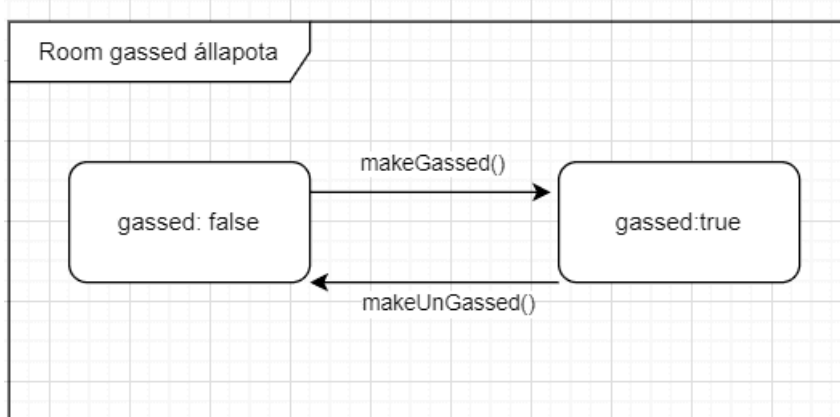 Room gassed állapota
makeGassed()
gassed: false
gassed:true
makeUnGassed()